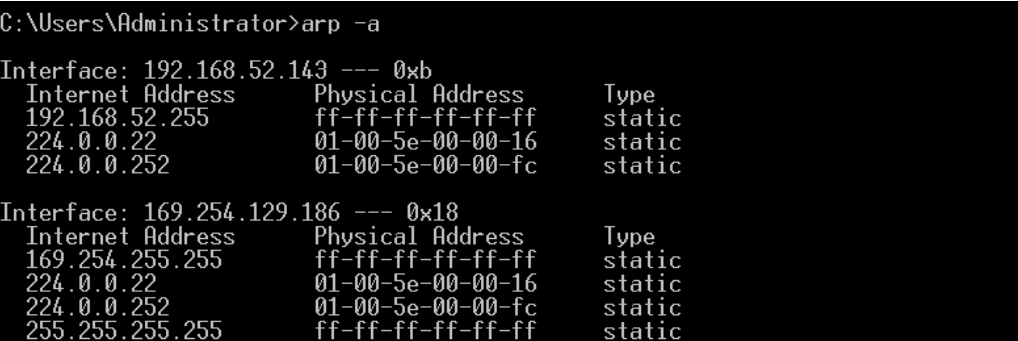 C:\Users\Administrator>arp -a
Interface: 192.168.52.143 --- 0xb
  Internet Address      Physical Address      Type
  192.168.52.255        ff-ff-ff-ff-ff-ff     static
  224.0.0.22            01-00-5e-00-00-16     static
  224.0.0.252           01-00-5e-00-00-fc     static
Interface: 169.254.129.186 --- 0x18
  Internet Address      Physical Address      Type
  169.254.255.255       ff-ff-ff-ff-ff-ff     static
  224.0.0.22            01-00-5e-00-00-16     static
  224.0.0.252           01-00-5e-00-00-fc     static
  255.255.255.255       ff-ff-ff-ff-ff-ff     static